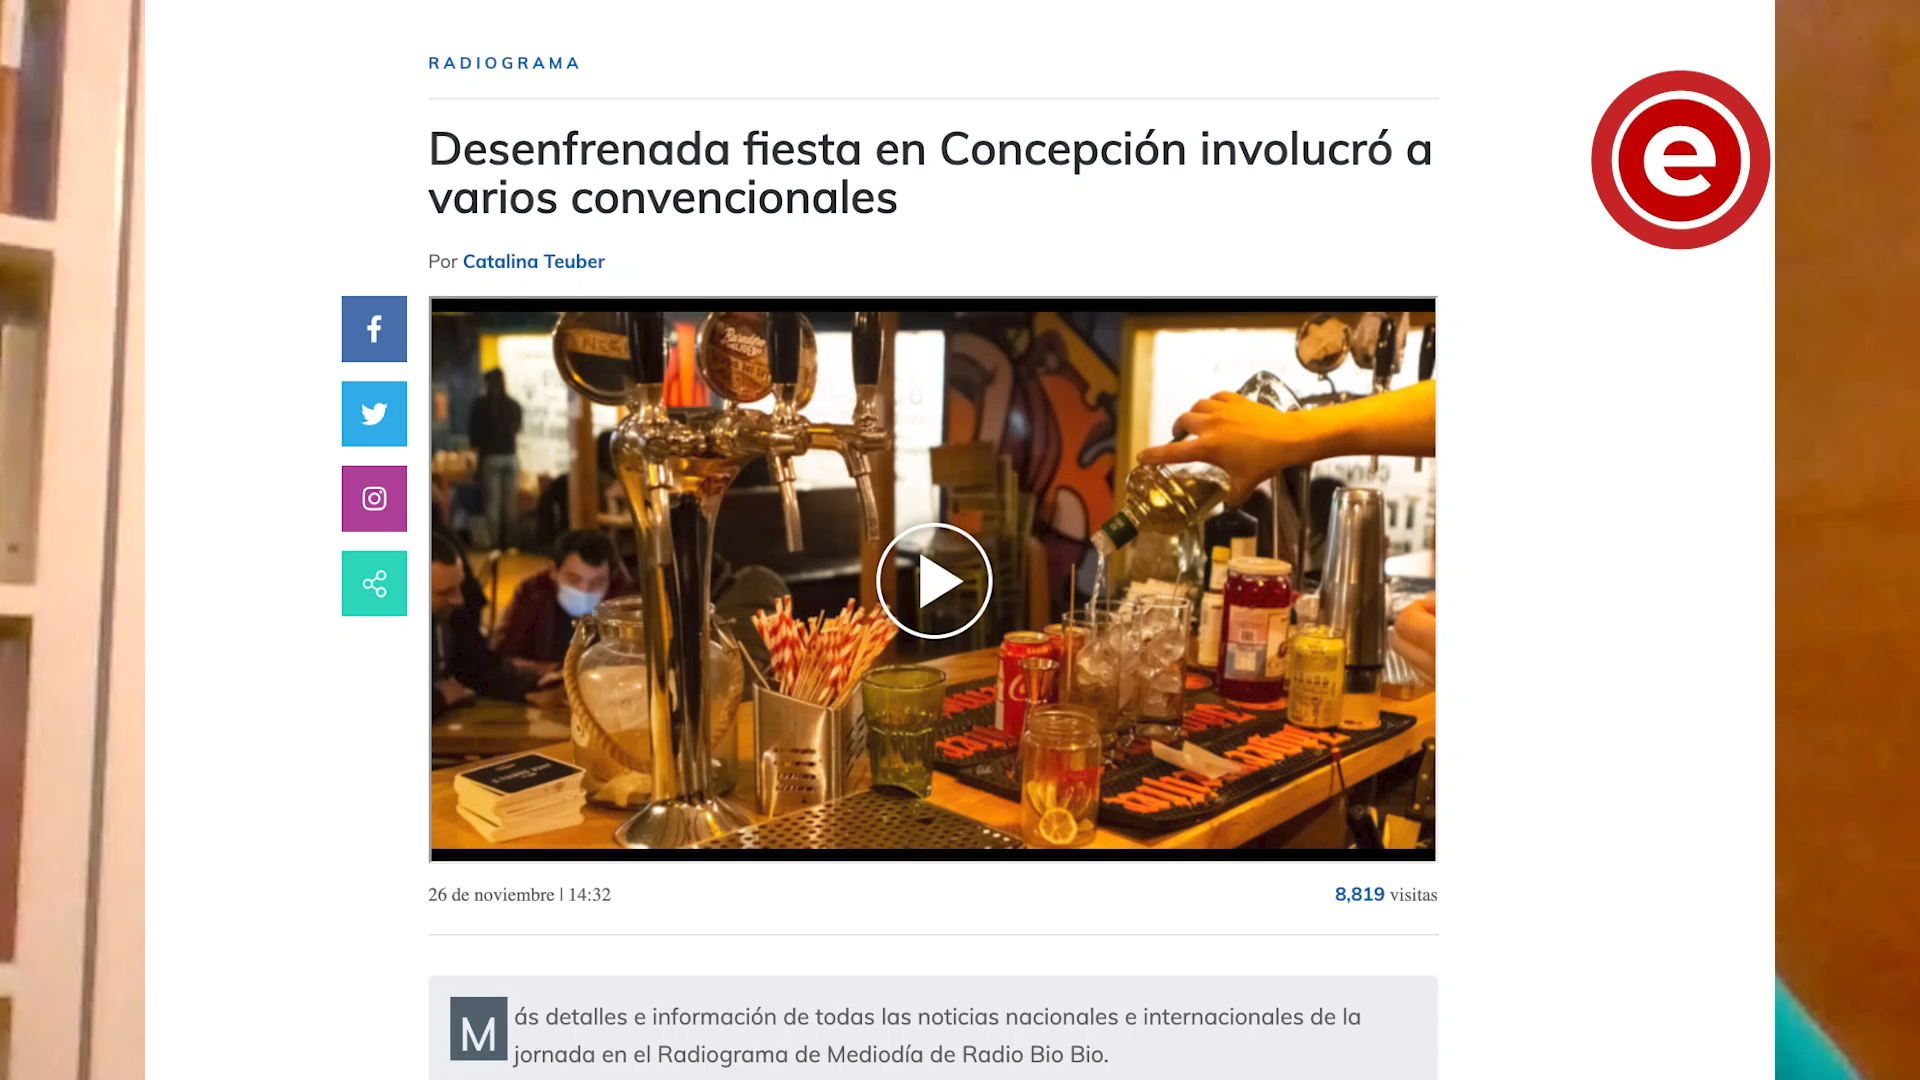 RADIOGRAMA
Desenfrenada fiesta en Concepción involucró a
varios convencionales
Por Catalina Teuber
26 de noviembre | 14:32
8,819 visitas
Más detalles e información de todas las noticias nacionales e internacionales de la
jornada en el Radiograma de Mediodía de Radio Bio Bio.
e